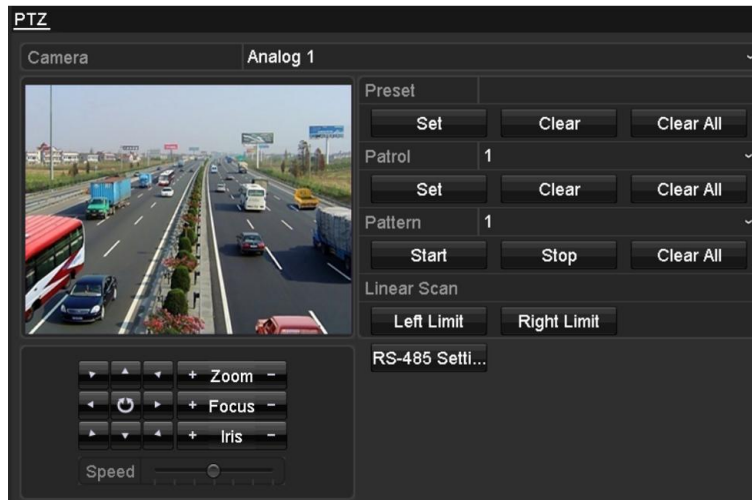 PTZ
Camera Analog 1
Preset
Set Clear Clear All
Patrol 1
Set Clear Clear All
Pattern 1
Start Stop Clear All
Linear Scan
Left Limit Right Limit
RS-485 Setti...
+ Zoom -
+ Focus -
+ Iris -
Speed